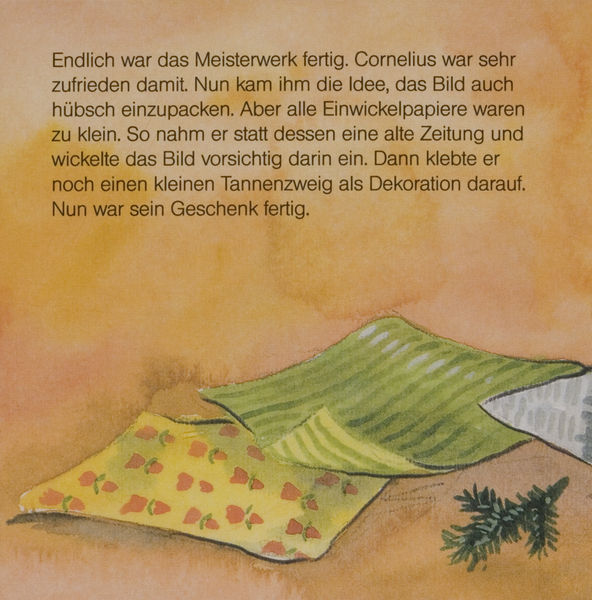 Endlich war das Meisterwerk fertig. Cornelius war sehr
zufrieden damit. Nun kam ihm die Idee, das Bild auch
hübsch einzupacken. Aber alle Einwickelpapiere waren
zu klein. So nahm er statt dessen eine alte Zeitung und
wickelte das Bild vorsichtig darin ein. Dann klebte er
noch einen kleinen Tannenzweig als Dekoration darauf.
Nun war sein Geschenk fertig.